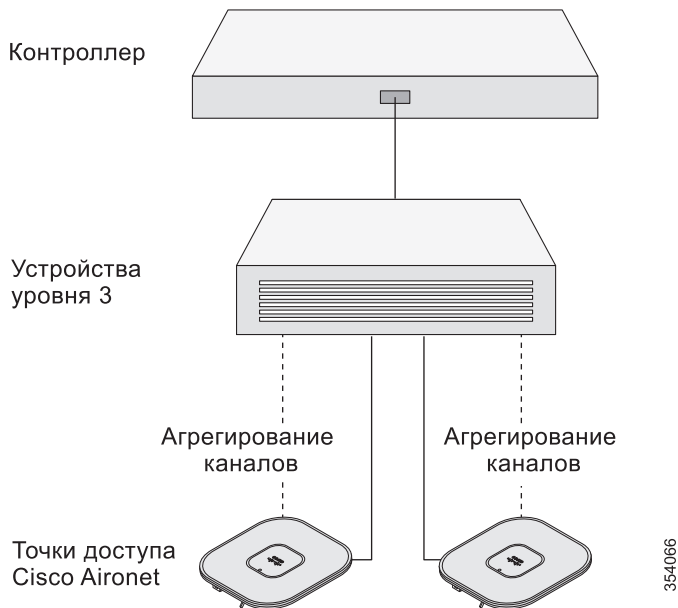 Контроллер
Устройства
уровня 3
Агрегирование
каналов
Агрегирование
каналов
Точки доступа
Cisco Aironet
354066